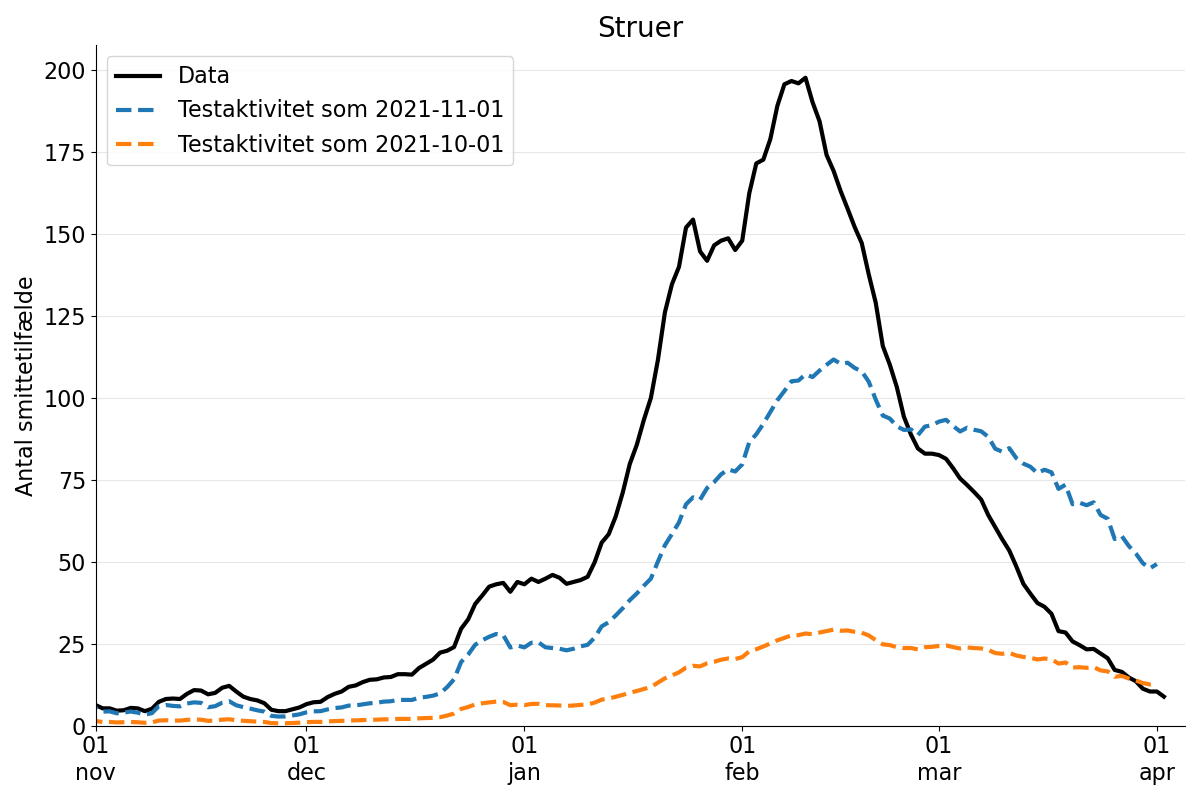 Struer
Data
Testaktivitet som 2021-11-01
Testaktivitet som 2021-10-01
Antal smittetilfælde
200
175
150
125
100
75
50
25
0
01 01 01 01 01 01
nov dec jan feb mar apr